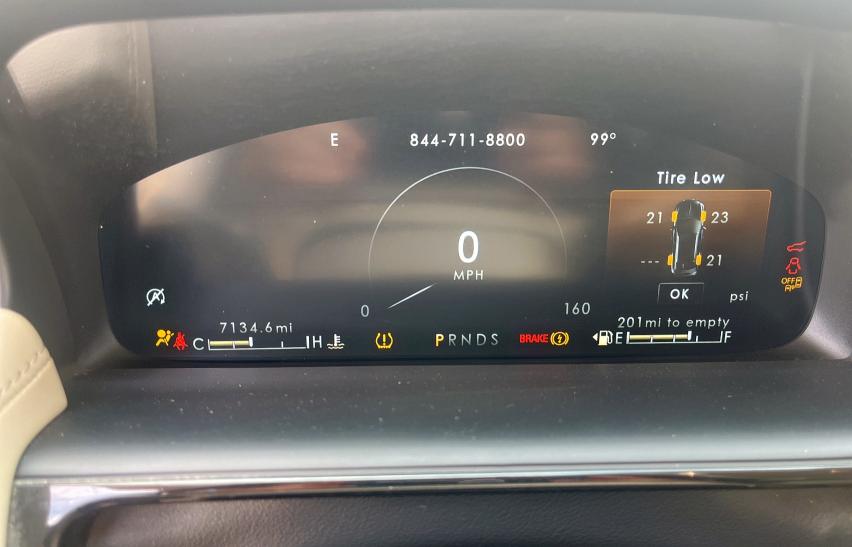 E 844-711-8800 99°
Tire Low
21 23
--- 21
0
MPH
OK psi
0 160
7134.6mi
201mi to empty
C H
(!)
PRNDS
BRAKE
E F
OFF